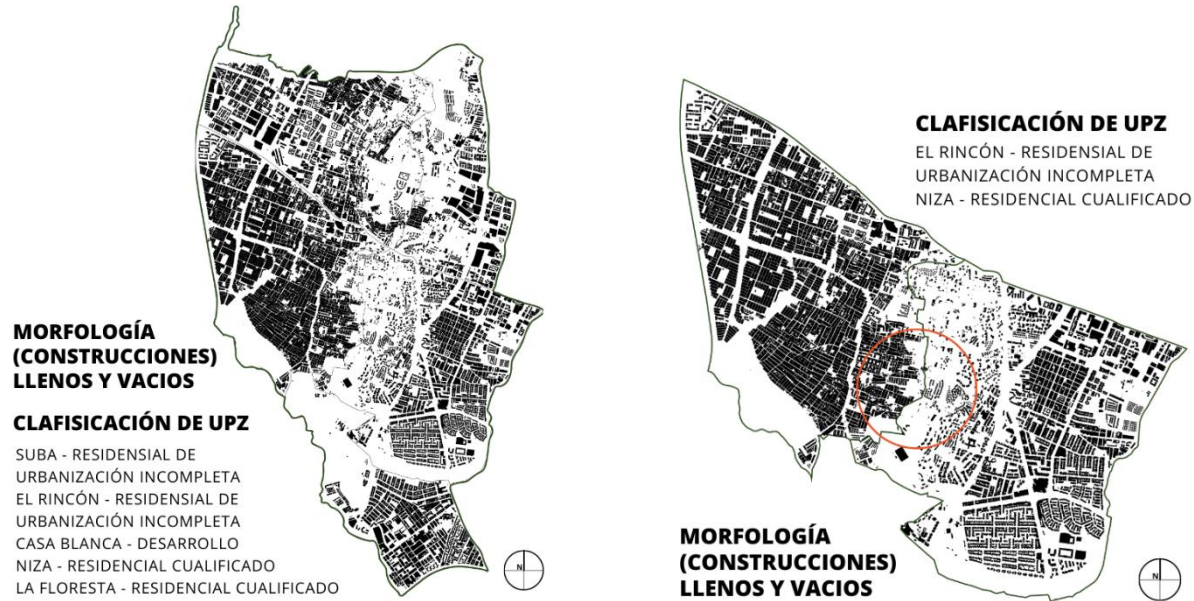 MORFOLOGÍA
(CONSTRUCCIONES)
LLENOS Y VACIOS
CLAFISICACIÓN DE UPZ
SUBA - RESIDENSIAL DE
URBANIZACIÓN INCOMPLETA
EL RINCÓN - RESIDENSIAL DE
URBANIZACIÓN INCOMPLETA
CASA BLANCA - DESARROLLO
NIZA - RESIDENCIAL CUALIFICADO
LA FLORESTA - RESIDENCIAL CUALIFICADO
N
CLAFISICACIÓN DE UPZ
EL RINCÓN - RESIDENSIAL DE
URBANIZACIÓN INCOMPLETA
NIZA - RESIDENCIAL CUALIFICADO
MORFOLOGÍA
(CONSTRUCCIONES)
LLENOS Y VACIOS
N